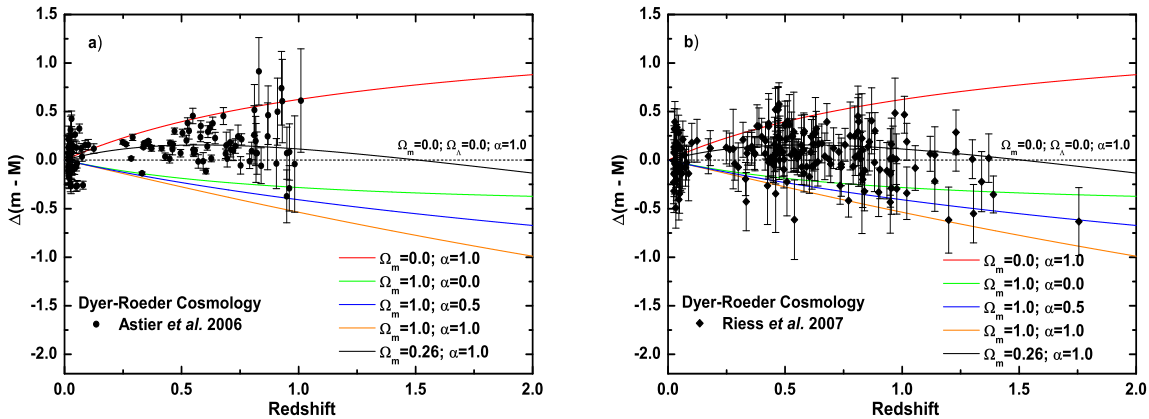 a)
1.0
0.5
0.0
-0.5
-1.0
-1.5
-2.0
Δ(m - M)
Ωm=0.0; ΩΛ=0.0; α=1.0
Ωm=0.0; α=1.0
Ωm=1.0; α=0.0
Ωm=1.0; α=0.5
Ωm=1.0; α=1.0
Ωm=0.26; α=1.0
Dyer-Roeder Cosmology
Astier et al. 2006
0.0 0.5 1.0 1.5 2.0
Redshift
b)
1.0
0.5
0.0
-0.5
-1.0
-1.5
-2.0
Δ(m - M)
Ωm=0.0; ΩΛ=0.0; α=1.0
Ωm=0.0; α=1.0
Ωm=1.0; α=0.0
Ωm=1.0; α=0.5
Ωm=1.0; α=1.0
Ωm=0.26; α=1.0
Dyer-Roeder Cosmology
Riess et al. 2007
0.0 0.5 1.0 1.5 2.0
Redshift